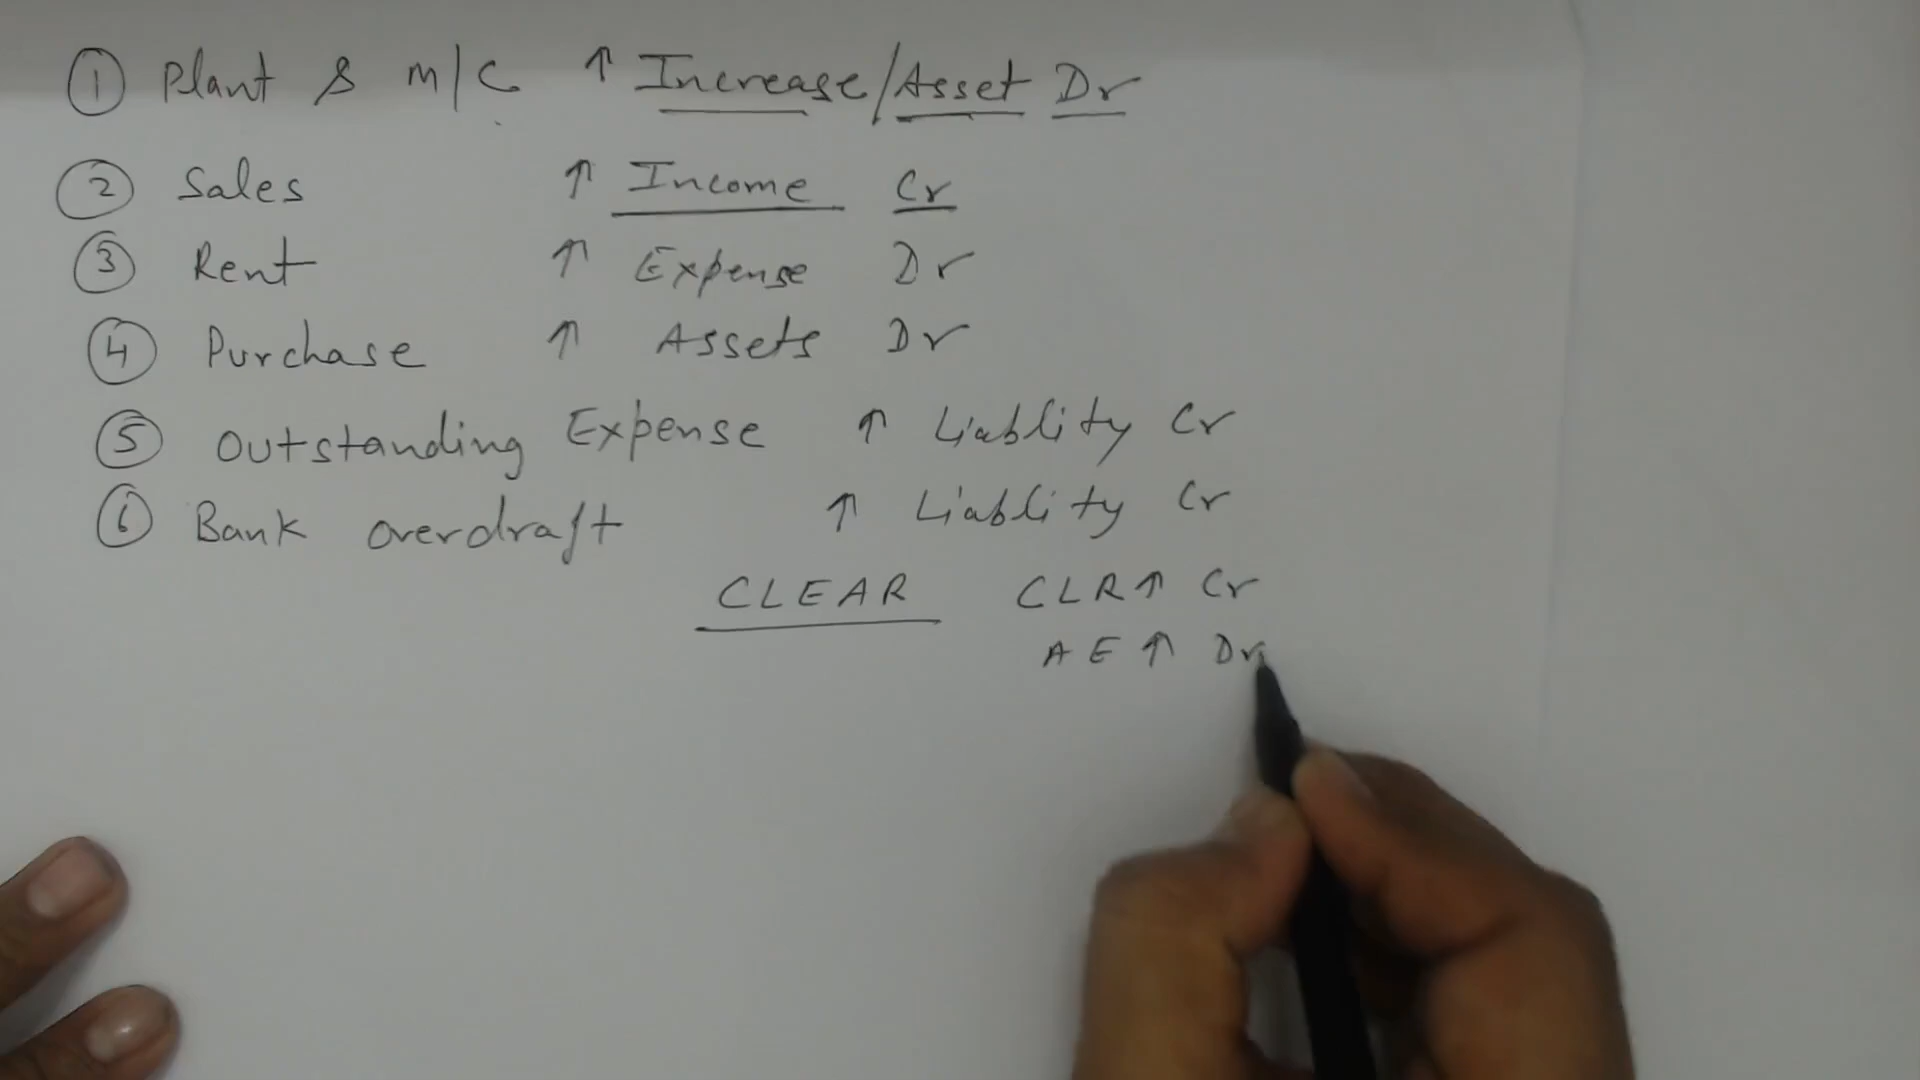 ① Plant & M/C ↑ Increase/Asset Dr
② Sales ↑ Income Cr
③ Rent ↑ Expense Dr
④ Purchase ↑ Assets Dr
⑤ Outstanding Expense ↑ Liablity Cr
⑥ Bank overdraft ↑ Liablity Cr
CLEAR CLR↑ Cr
AE↑ Dr